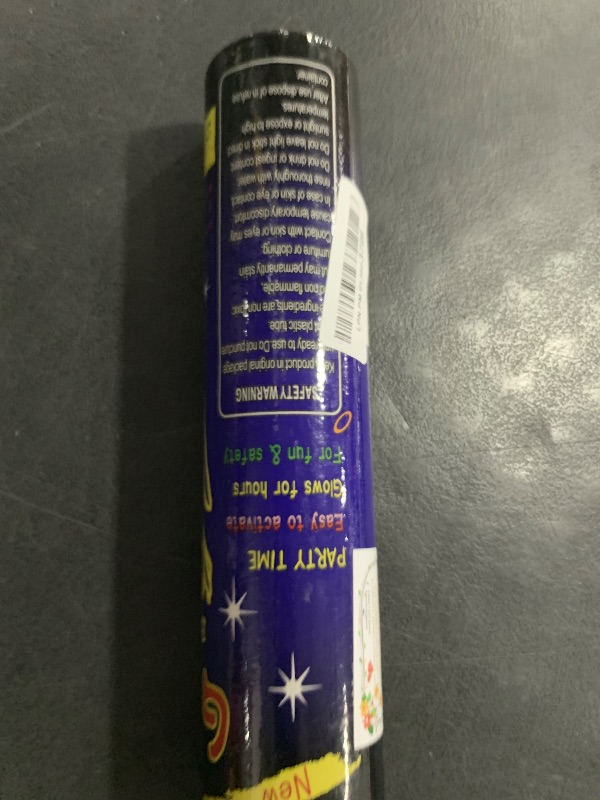 New
PARTY TIME
Easy to activate
Glows for hours
For fun & safety
SAFETY WARNING
product in original package
ready to use. Do not puncture
plastic tube.
ingredients are non toxic
non flammable.
may permanently stain
furniture or clothing.
Contact with skin or eyes may
cause temporary discomfort.
In case of skin or eye contact
rinse thoroughly with water.
Do not drink or ingest content.
Do not leave light stick in direct
sunlight or expose to high
temperatures.
After use dispose of in refuse
container.